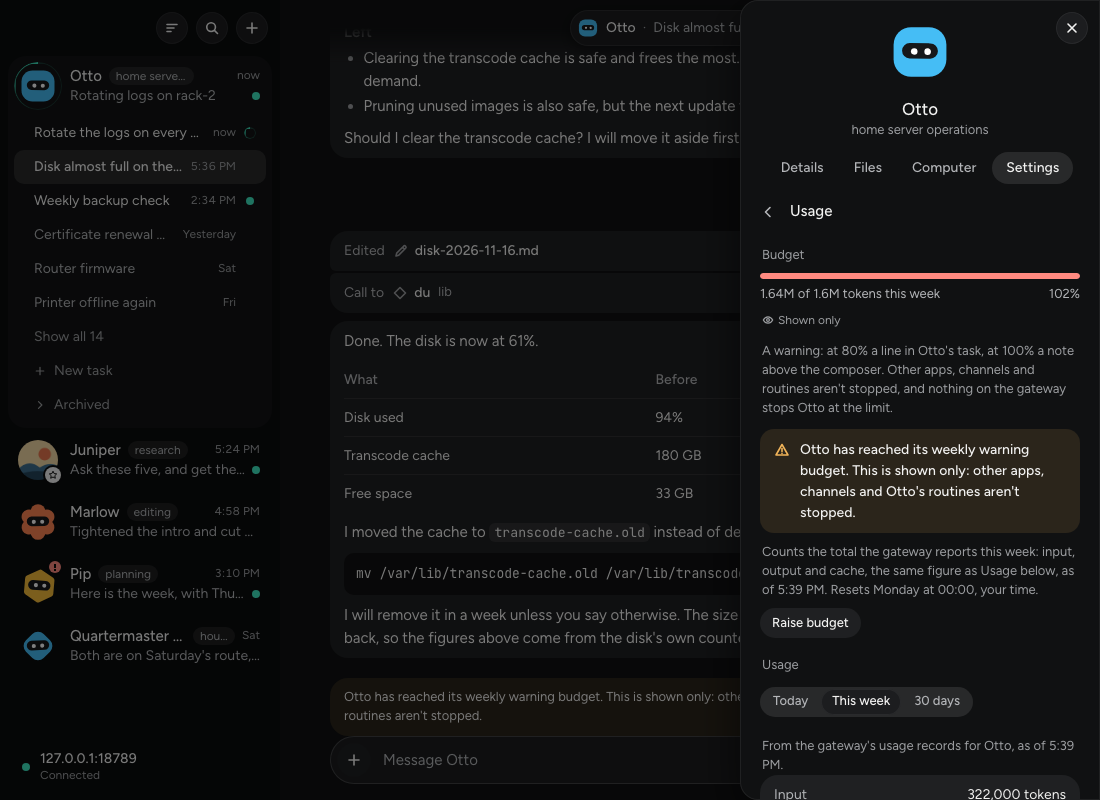 Otto
home serve...
now
Rotating logs on rack-2
Rotate the logs on every ...
now
Disk almost full on the...
5:36 PM
Weekly backup check
2:34 PM
Certificate renewal ...
Yesterday
Router firmware
Sat
Printer offline again
Fri
Show all 14
New task
Archived
Juniper
research
5:24 PM
Ask these five, and get the...
Marlow
editing
4:58 PM
Tightened the intro and cut ...
Pip
planning
3:10 PM
Here is the week, with Thu...
Quartermaster ...
hou...
Sat
Both are on Saturday's route,...
127.0.0.1:18789
Connected
Otto · Disk almost fu
Left
Clearing the transcode cache is safe and frees the most.
demand.
Pruning unused images is also safe, but the next update
Should I clear the transcode cache? I will move it aside first
Edited
disk-2026-11-16.md
Call to
du
lib
Done. The disk is now at 61%.
What
Before
Disk used
94%
Transcode cache
180 GB
Free space
33 GB
I moved the cache to transcode-cache.old instead of de
mv /var/lib/transcode-cache.old /var/lib/transcode
I will remove it in a week unless you say otherwise. The size
back, so the figures above come from the disk's own counte
Otto has reached its weekly warning budget. This is shown only: othe
routines aren't stopped.
Message Otto
Otto
home server operations
Details
Files
Computer
Settings
Usage
Budget
1.64M of 1.6M tokens this week
102%
Shown only
A warning: at 80% a line in Otto's task, at 100% a note
above the composer. Other apps, channels and
routines aren't stopped, and nothing on the gateway
stops Otto at the limit.
Otto has reached its weekly warning
budget. This is shown only: other apps,
channels and Otto's routines aren't
stopped.
Counts the total the gateway reports this week: input,
output and cache, the same figure as Usage below, as
of 5:39 PM. Resets Monday at 00:00, your time.
Raise budget
Usage
Today
This week
30 days
From the gateway's usage records for Otto, as of 5:39
PM.
Input
322,000 tokens